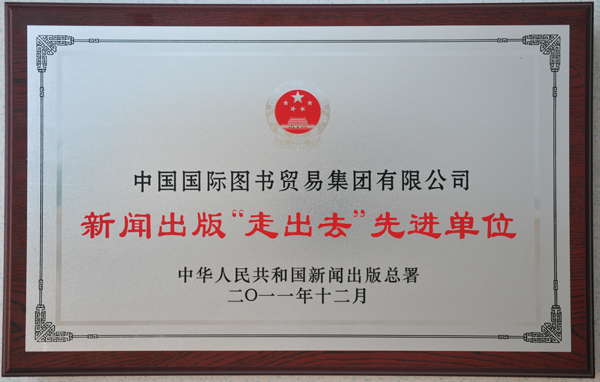 中国国际图书贸易集团有限公司
新闻出版“走出去”先进单位
中华人民共和国新闻出版总署
二〇一一年十二月